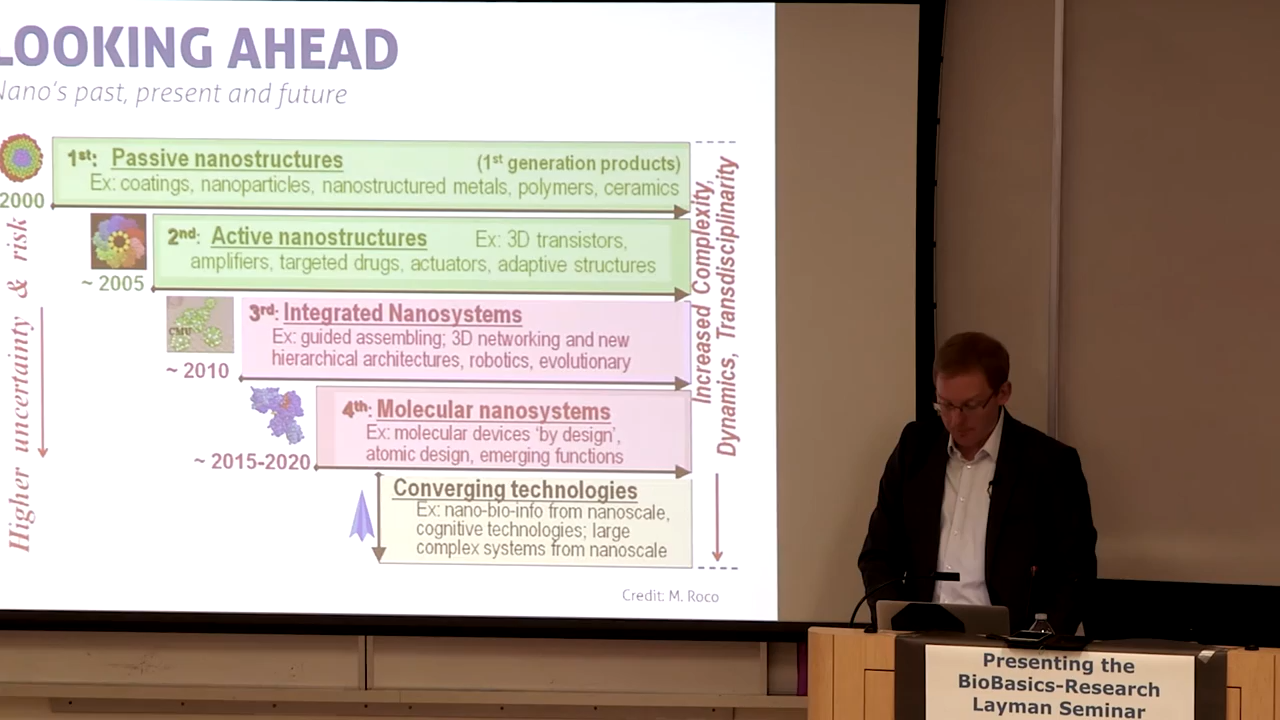 LOOKING AHEAD
Nano's past, present and future
1st: Passive nanostructures (1st generation products)
Ex: coatings, nanoparticles, nanostructured metals, polymers, ceramics
2000
2nd: Active nanostructures Ex: 3D transistors,
amplifiers, targeted drugs, actuators, adaptive structures
~ 2005
3rd: Integrated Nanosystems
Ex: guided assembling; 3D networking and new
hierarchical architectures, robotics, evolutionary
CMU
~ 2010
4th: Molecular nanosystems
Ex: molecular devices 'by design',
atomic design, emerging functions
~ 2015-2020
Converging technologies
Ex: nano-bio-info from nanoscale,
cognitive technologies; large
complex systems from nanoscale
Higher uncertainty & risk
Increased Complexity,
Dynamics, Transdisciplinarity
Credit: M. Roco
Presenting the
BioBasics-Research
Layman Seminar